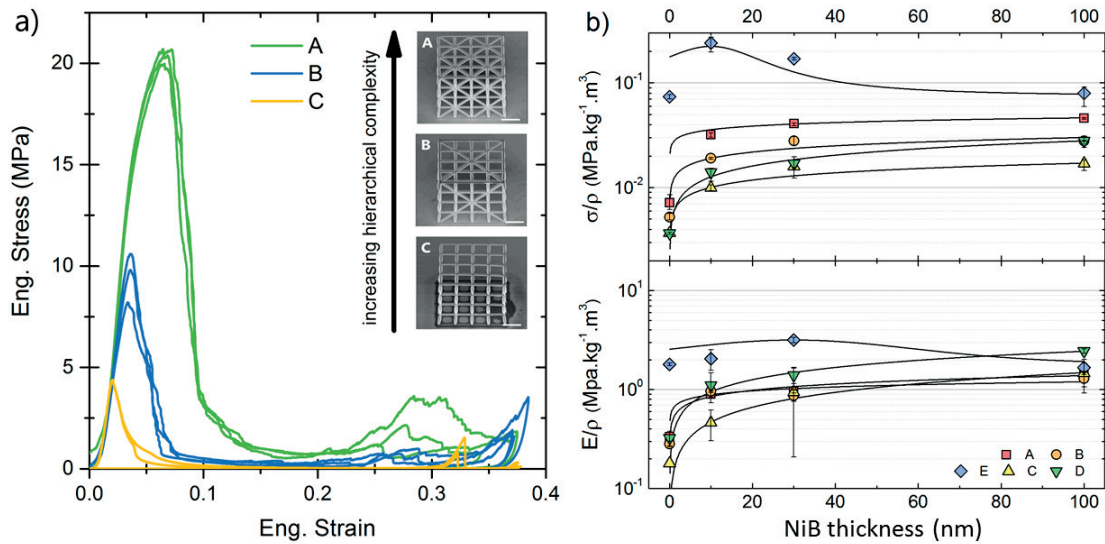 a)
Eng. Stress (MPa)
20
15
10
5
0
0.0 0.1 0.2 0.3 0.4
Eng. Strain
A
B
C
increasing hierarchical complexity
A
B
C
b)
0 20 40 60 80 100
σ/ρ (MPa.kg⁻¹.m³)
10⁻¹
10⁻²
E/ρ (Mpa.kg⁻¹.m³)
10¹
10⁰
10⁻¹
A B
E C D
0 20 40 60 80 100
NiB thickness (nm)